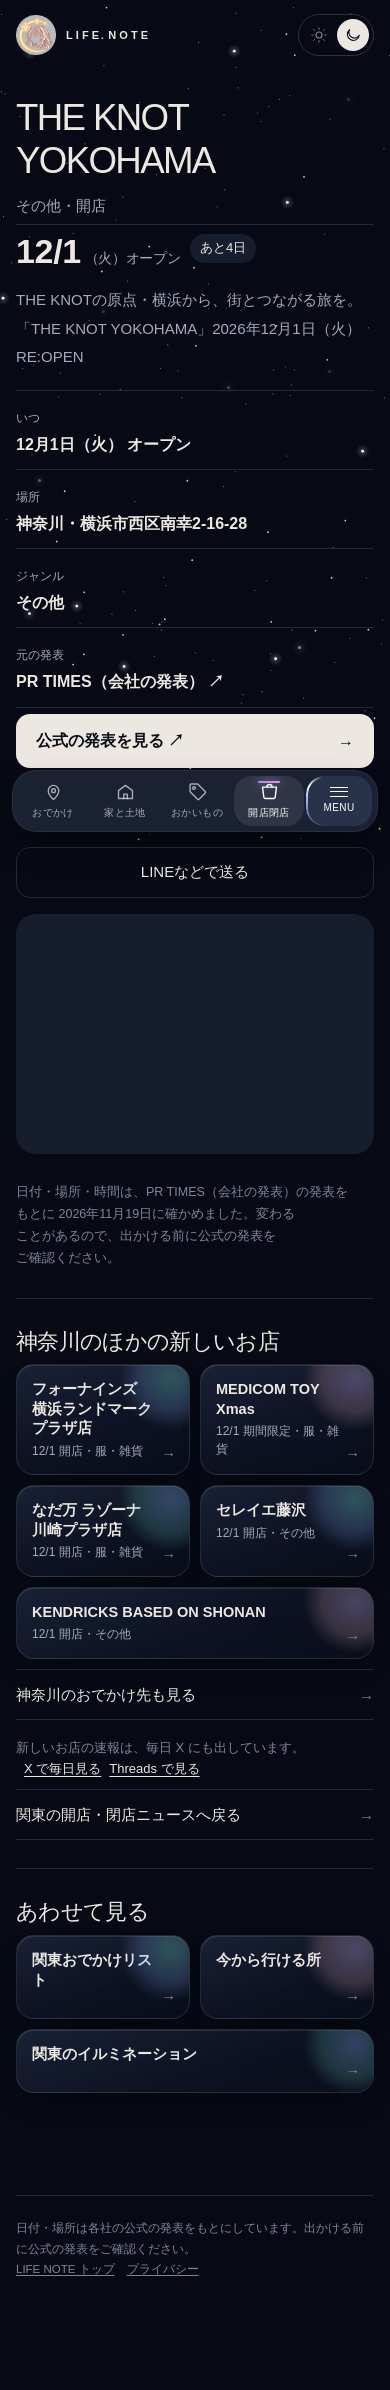 LIFE.NOTE
THE KNOT
YOKOHAMA
その他・開店
12/1 （火）オープン あと4日
THE KNOTの原点・横浜から、街とつながる旅を。
「THE KNOT YOKOHAMA」2026年12月1日（火）
RE:OPEN
いつ
12月1日（火） オープン
場所
神奈川・横浜市西区南幸2-16-28
ジャンル
その他
元の発表
PR TIMES（会社の発表） ↗
公式の発表を見る ↗ →
おでかけ 家と土地 おかいもの 開店閉店 MENU
LINEなどで送る
日付・場所・時間は、PR TIMES（会社の発表）の発表を
もとに 2026年11月19日に確かめました。変わる
ことがあるので、出かける前に公式の発表を
ご確認ください。
神奈川のほかの新しいお店
フォーナインズ
横浜ランドマーク
プラザ店
12/1 開店・服・雑貨 →
MEDICOM TOY
Xmas
12/1 期間限定・服・雑
貨 →
なだ万 ラゾーナ
川崎プラザ店
12/1 開店・服・雑貨 →
セレイエ藤沢
12/1 開店・その他
→
KENDRICKS BASED ON SHONAN
12/1 開店・その他 →
神奈川のおでかけ先も見る →
新しいお店の速報は、毎日 X にも出しています。
X で毎日見る Threads で見る
関東の開店・閉店ニュースへ戻る →
あわせて見る
関東おでかけリス
ト
→
今から行ける所
→
関東のイルミネーション
→
日付・場所は各社の公式の発表をもとにしています。出かける前
に公式の発表をご確認ください。
LIFE NOTE トップ プライバシー